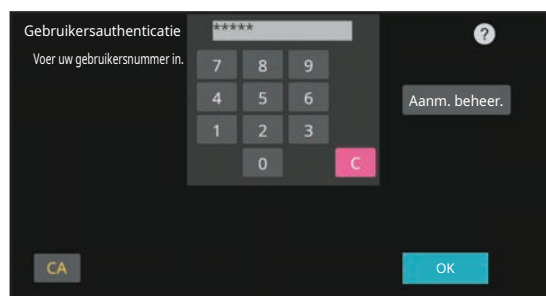 Gebruikersauthenticatie
*****
?
Voer uw gebruikersnummer in.
7 8 9
4 5 6
Aanm. beheer.
1 2 3
0 C
CA
OK